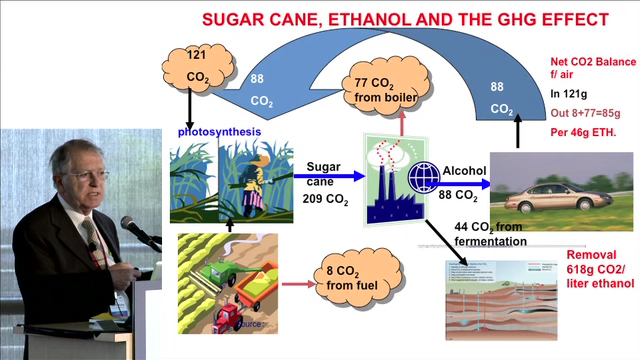 SUGAR CANE, ETHANOL AND THE GHG EFFECT
121
CO2
88
CO2
77 CO2
from boiler
88
CO2
Net CO2 Balance
f/ air
In 121g
Out 8+77=85g
Per 46g ETH.
photosynthesis
Sugar
cane
209 CO2
Alcohol
88 CO2
44 CO2 from
fermentation
8 CO2
from fuel
Removal
618g CO2/
liter ethanol
source